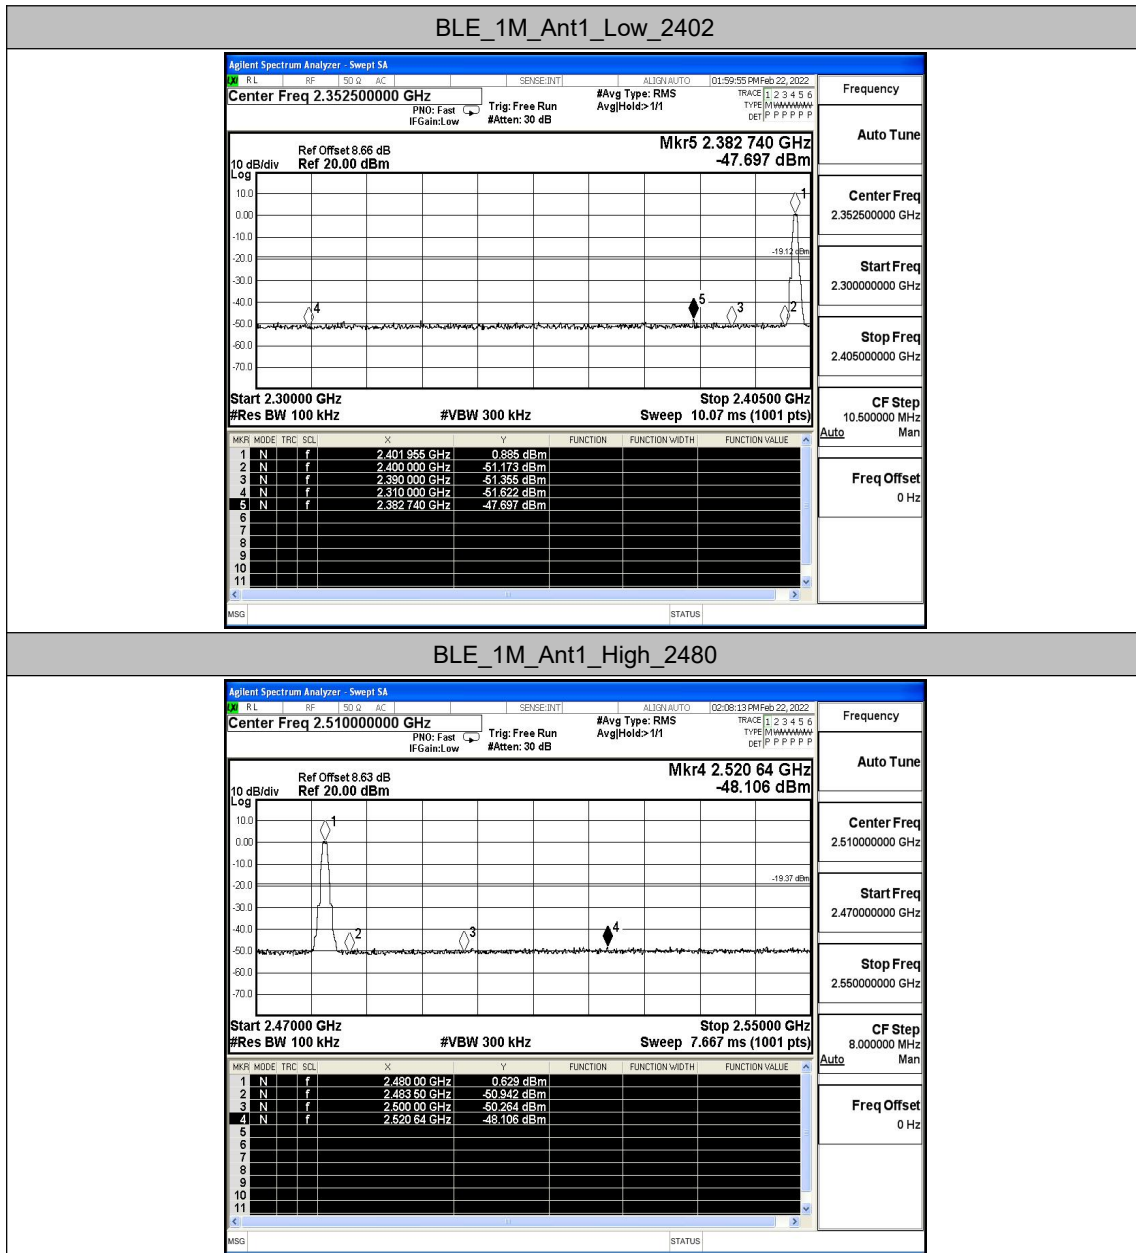 BLE_1M_Ant1_Low_2402
Agilent Spectrum Analyzer - Swept SA
LXI RL RF 50 Ω AC SENSE:INT ALIGN AUTO 01:59:55 PM Feb 22, 2022
Center Freq 2.352500000 GHz #Avg Type: RMS TRACE 1 2 3 4 5 6
PNO: Fast Trig: Free Run Avg|Hold:>1/1 TYPE M WWWWW
IFGain:Low #Atten: 30 dB DET P P P P P P
Frequency
Auto Tune
Mkr5 2.382 740 GHz
Ref Offset 8.66 dB
10 dB/div Ref 20.00 dBm -47.697 dBm
Log
10.0
0.00
-10.0
-20.0
-30.0
-40.0
-50.0
-60.0
-70.0
1
-19.12 dBm
4
5
3
2
Start 2.30000 GHz Stop 2.40500 GHz
#Res BW 100 kHz #VBW 300 kHz Sweep 10.07 ms (1001 pts)
MKR MODE TRC SCL X Y FUNCTION FUNCTION WIDTH FUNCTION VALUE
1 N f 2.401 955 GHz 0.885 dBm
2 N f 2.400 000 GHz -51.173 dBm
3 N f 2.390 000 GHz -51.355 dBm
4 N f 2.310 000 GHz -51.622 dBm
5 N f 2.382 740 GHz -47.697 dBm
6
7
8
9
10
11
Center Freq
2.352500000 GHz
Start Freq
2.300000000 GHz
Stop Freq
2.405000000 GHz
CF Step
10.500000 MHz
Auto Man
Freq Offset
0 Hz
MSG STATUS
BLE_1M_Ant1_High_2480
Agilent Spectrum Analyzer - Swept SA
LXI RL RF 50 Ω AC SENSE:INT ALIGN AUTO 02:08:13 PM Feb 22, 2022
Center Freq 2.510000000 GHz #Avg Type: RMS TRACE 1 2 3 4 5 6
PNO: Fast Trig: Free Run Avg|Hold:>1/1 TYPE M WWWWW
IFGain:Low #Atten: 30 dB DET P P P P P P
Frequency
Auto Tune
Mkr4 2.520 64 GHz
Ref Offset 8.63 dB
10 dB/div Ref 20.00 dBm -48.106 dBm
Log
10.0
0.00
-10.0
-20.0
-30.0
-40.0
-50.0
-60.0
-70.0
1
-19.37 dBm
2
3
4
Start 2.47000 GHz Stop 2.55000 GHz
#Res BW 100 kHz #VBW 300 kHz Sweep 7.667 ms (1001 pts)
MKR MODE TRC SCL X Y FUNCTION FUNCTION WIDTH FUNCTION VALUE
1 N f 2.480 00 GHz 0.629 dBm
2 N f 2.483 50 GHz -50.942 dBm
3 N f 2.500 00 GHz -50.264 dBm
4 N f 2.520 64 GHz -48.106 dBm
5
6
7
8
9
10
11
Center Freq
2.510000000 GHz
Start Freq
2.470000000 GHz
Stop Freq
2.550000000 GHz
CF Step
8.000000 MHz
Auto Man
Freq Offset
0 Hz
MSG STATUS